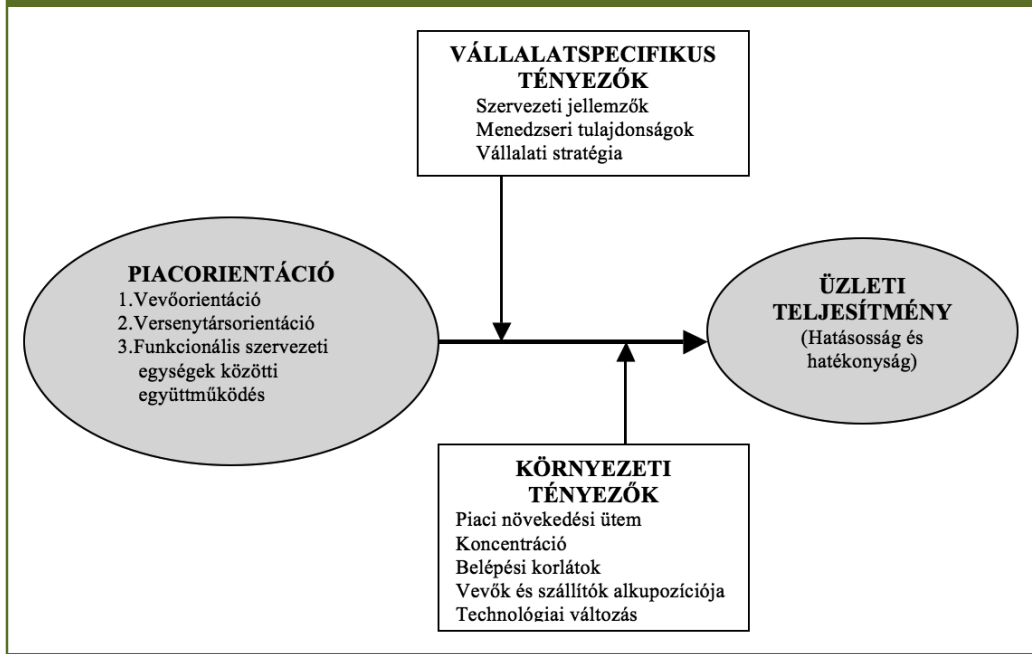 VÁLLALATSPECIFIKUS
TÉNYEZŐK
Szervezeti jellemzők
Menedzseri tulajdonságok
Vállalati stratégia
PIACORIENTÁCIÓ
1.Vevőorientáció
2.Versenytársorientáció
3.Funkcionális szervezeti
egységek közötti
együttműködés
ÜZLETI
TELJESÍTMÉNY
(Hatásosság és
hatékonyság)
KÖRNYEZETI
TÉNYEZŐK
Piaci növekedési ütem
Koncentráció
Belépési korlátok
Vevők és szállítók alkupozíciója
Technológiai változás